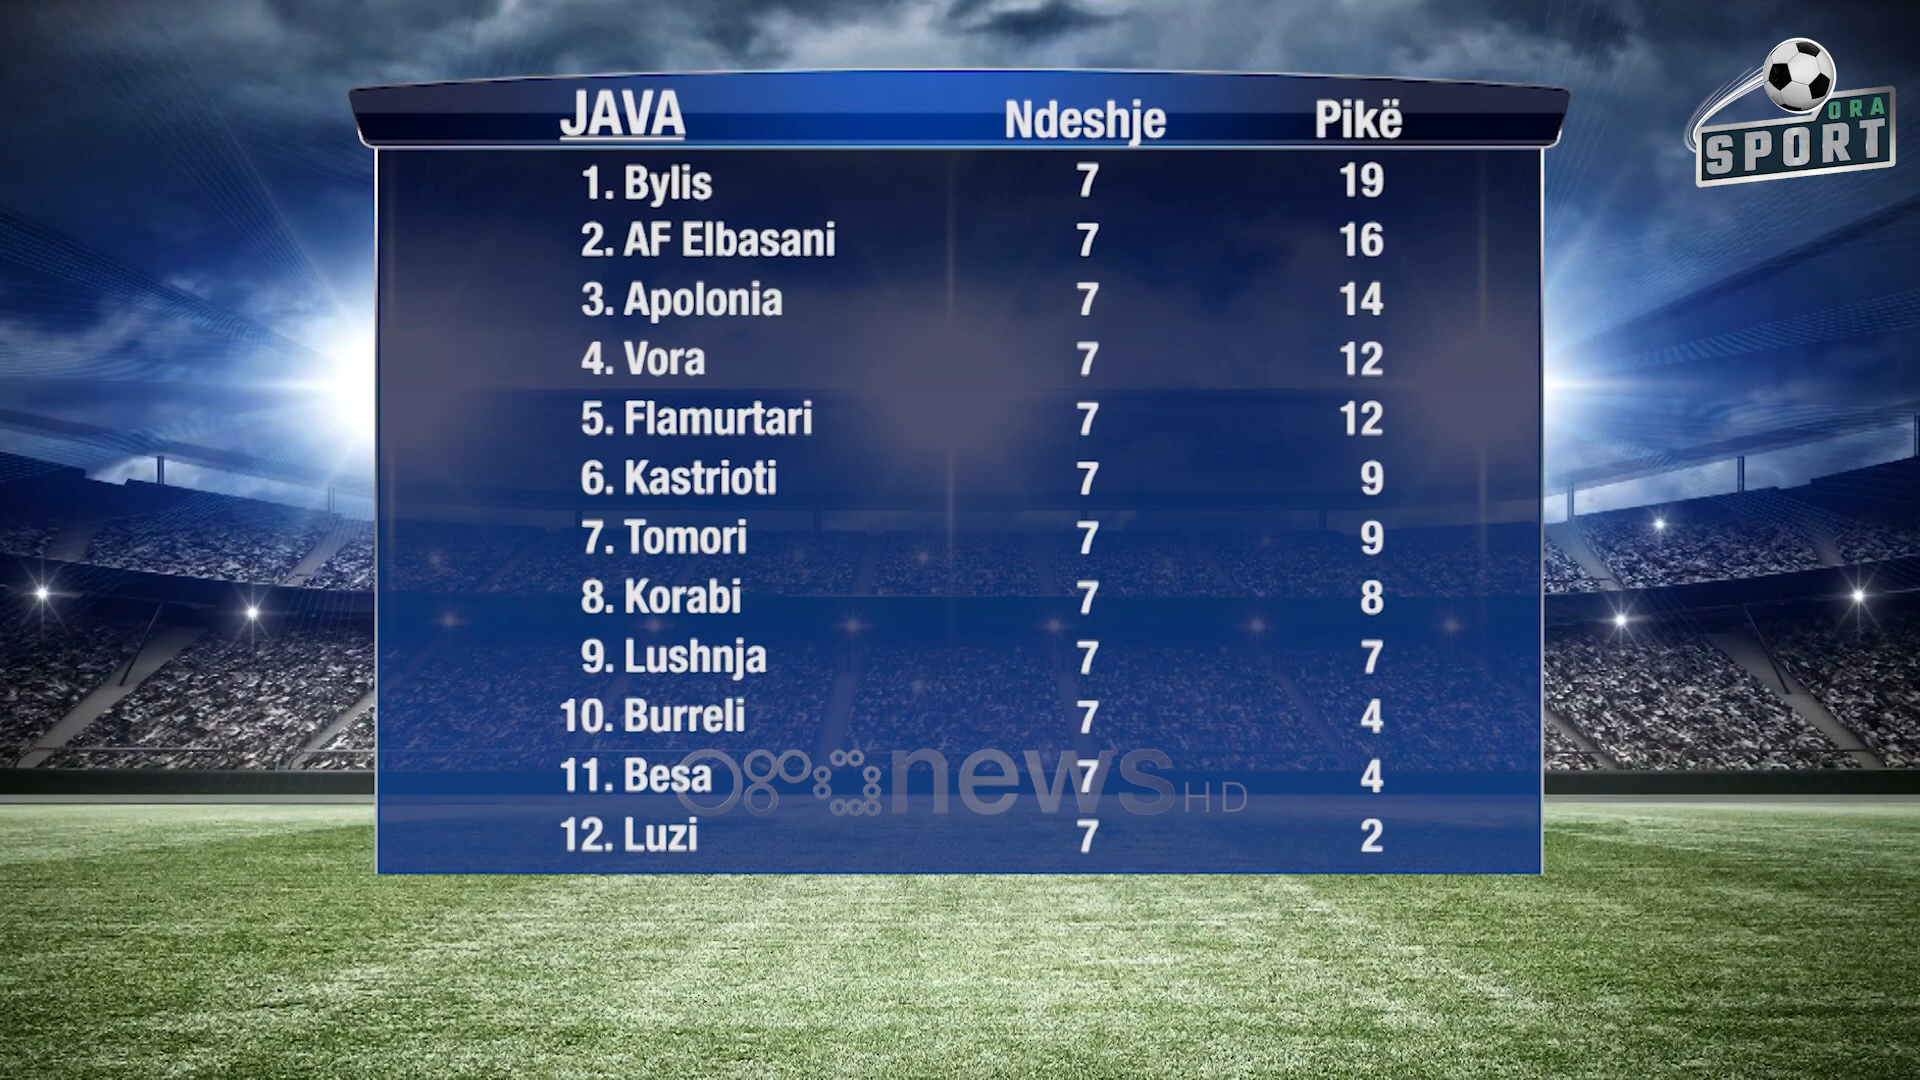 ORA
SPORT
JAVA Ndeshje Pikë
1. Bylis 7 19
2. AF Elbasani 7 16
3. Apolonia 7 14
4. Vora 7 12
5. Flamurtari 7 12
6. Kastrioti 7 9
7. Tomori 7 9
8. Korabi 7 8
9. Lushnja 7 7
10. Burreli 7 4
11. Besa 7 4
12. Luzi 7 2
ora news HD